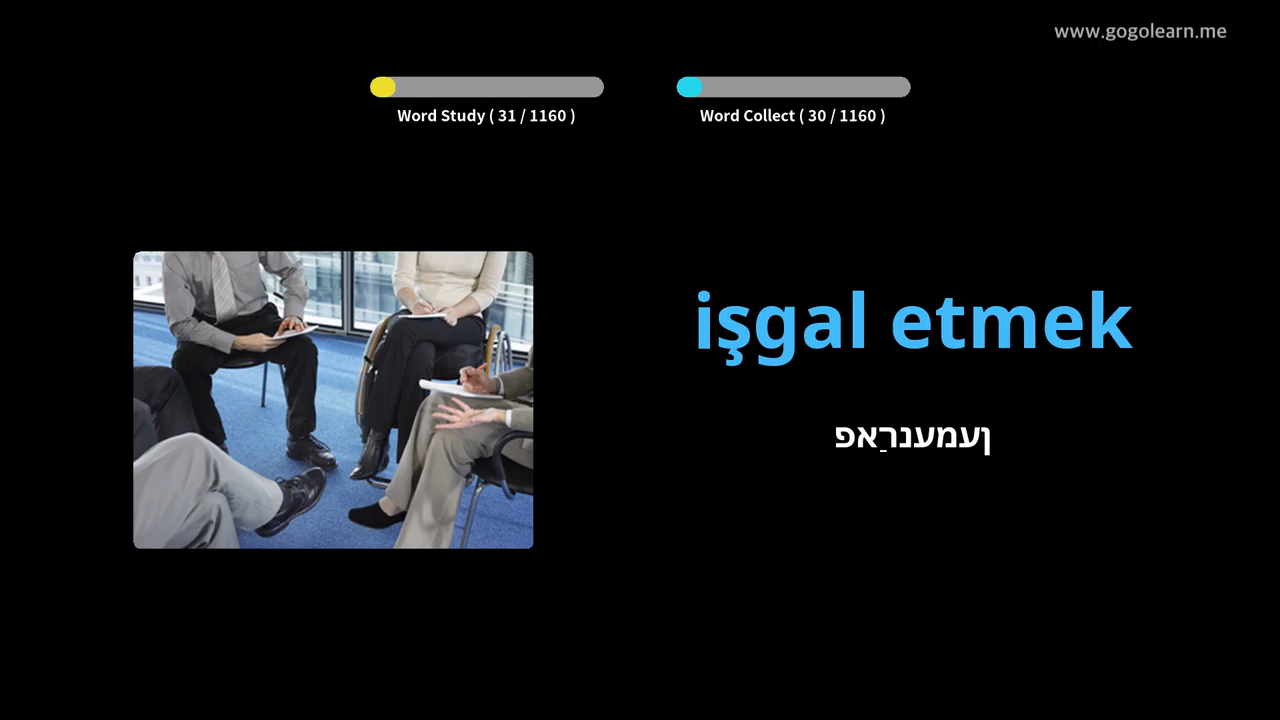 www.gogolearn.me
Word Study ( 31 / 1160 )
Word Collect ( 30 / 1160 )
işgal etmek
פאַרנעמען